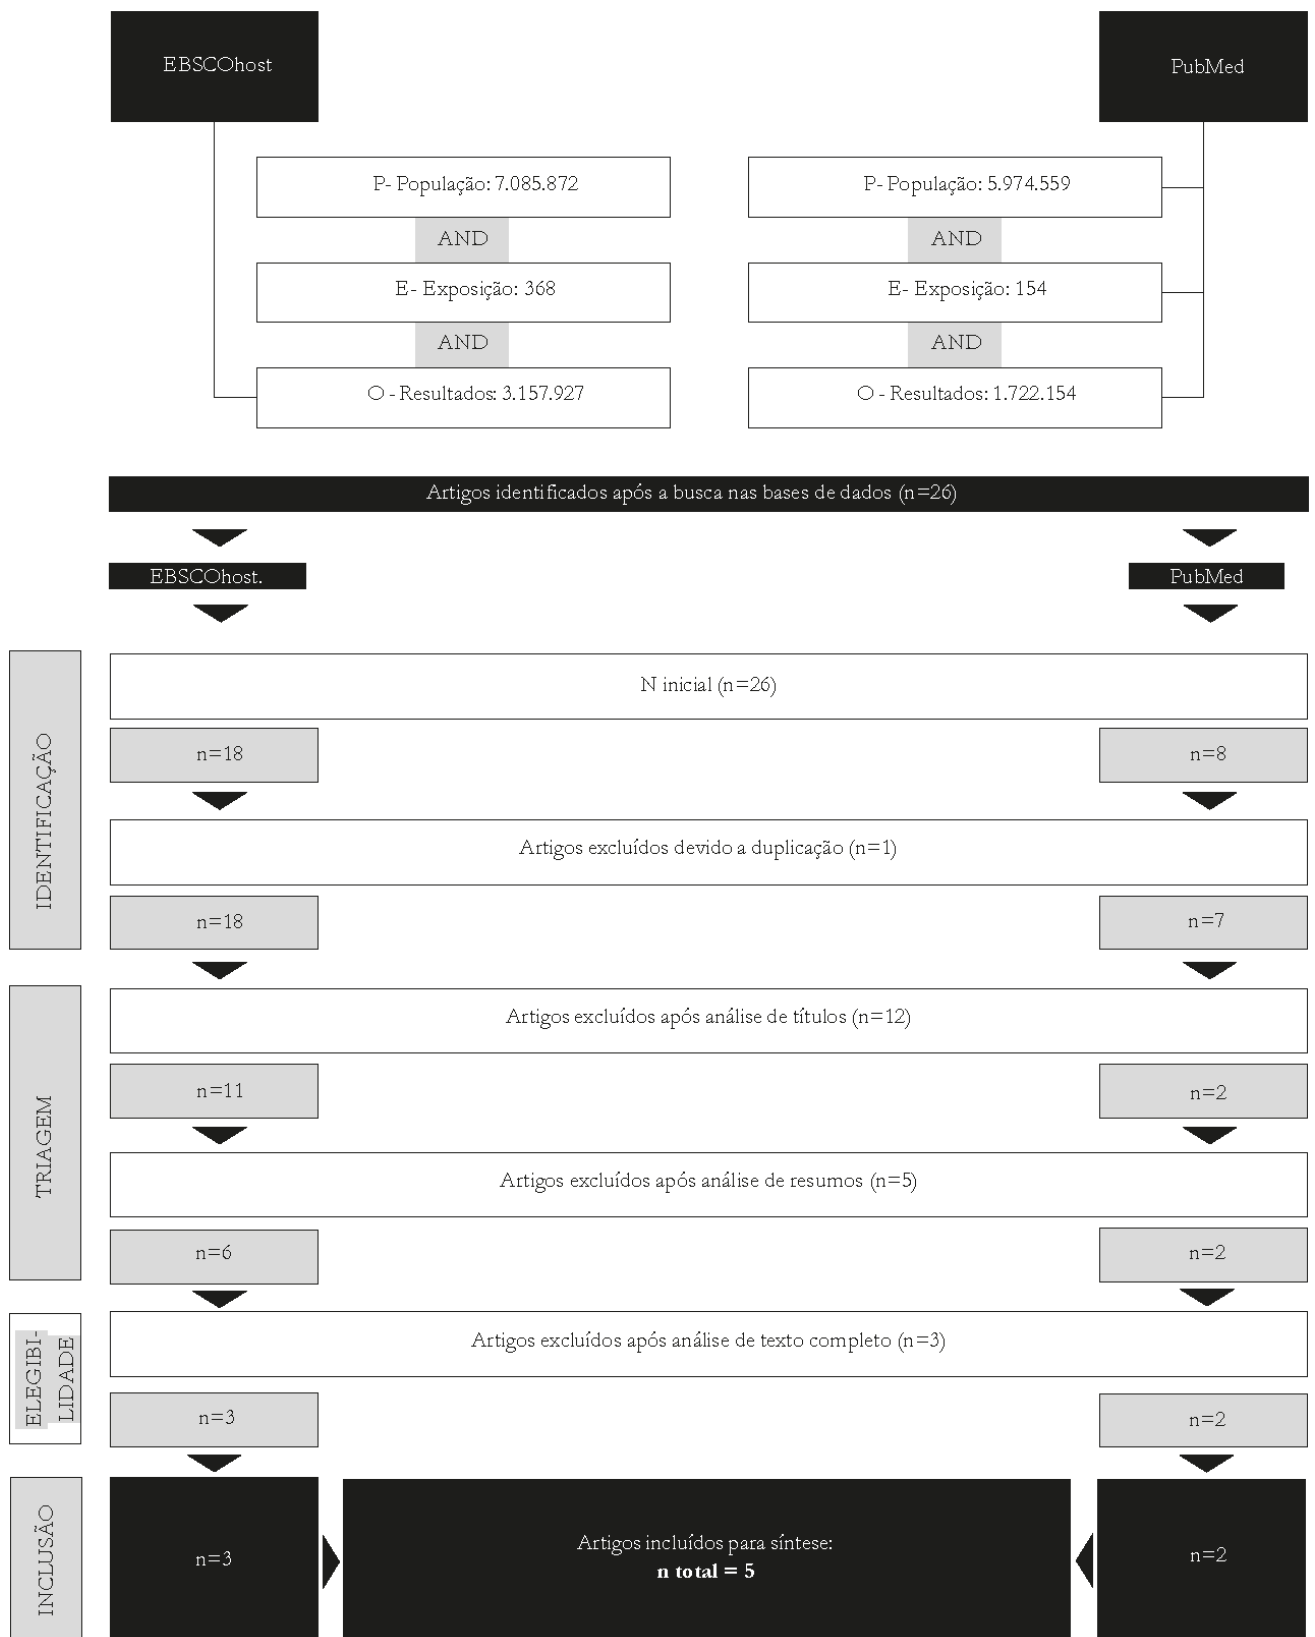 EBSCOhost
PubMed
P- População: 7.085.872
P- População: 5.974.559
AND
AND
E- Exposição: 368
E- Exposição: 154
AND
AND
O - Resultados: 3.157.927
O - Resultados: 1.722.154
Artigos identificados após a busca nas bases de dados (n=26)
EBSCOhost.
PubMed
IDENTIFICAÇÃO
N inicial (n=26)
n=18
n=8
Artigos excluídos devido a duplicação (n=1)
n=18
n=7
TRIAGEM
Artigos excluídos após análise de títulos (n=12)
n=11
n=2
Artigos excluídos após análise de resumos (n=5)
n=6
n=2
ELEGIBI-
LIDADE
Artigos excluídos após análise de texto completo (n=3)
n=3
n=2
INCLUSÃO
n=3
Artigos incluídos para síntese:
n total = 5
n=2